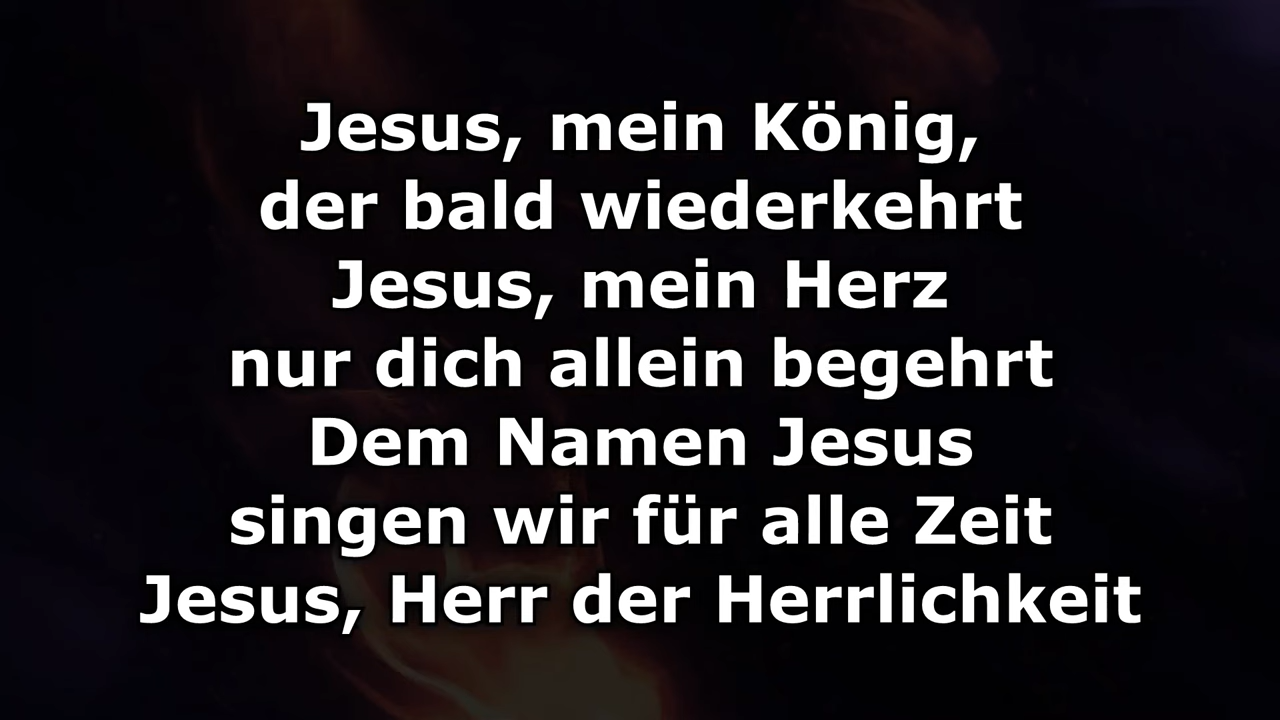 Jesus, mein König,
der bald wiederkehrt
Jesus, mein Herz
nur dich allein begehrt
Dem Namen Jesus
singen wir für alle Zeit
Jesus, Herr der Herrlichkeit